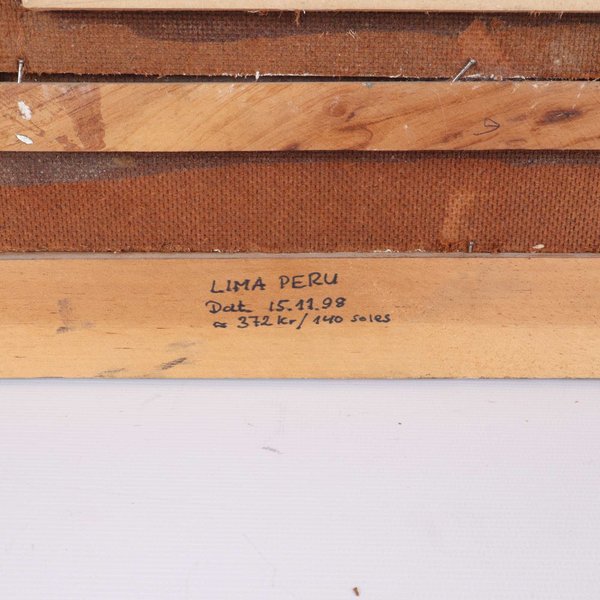 LIMA PERU
Dat 15.11.98
≈ 372 kr/140 soles